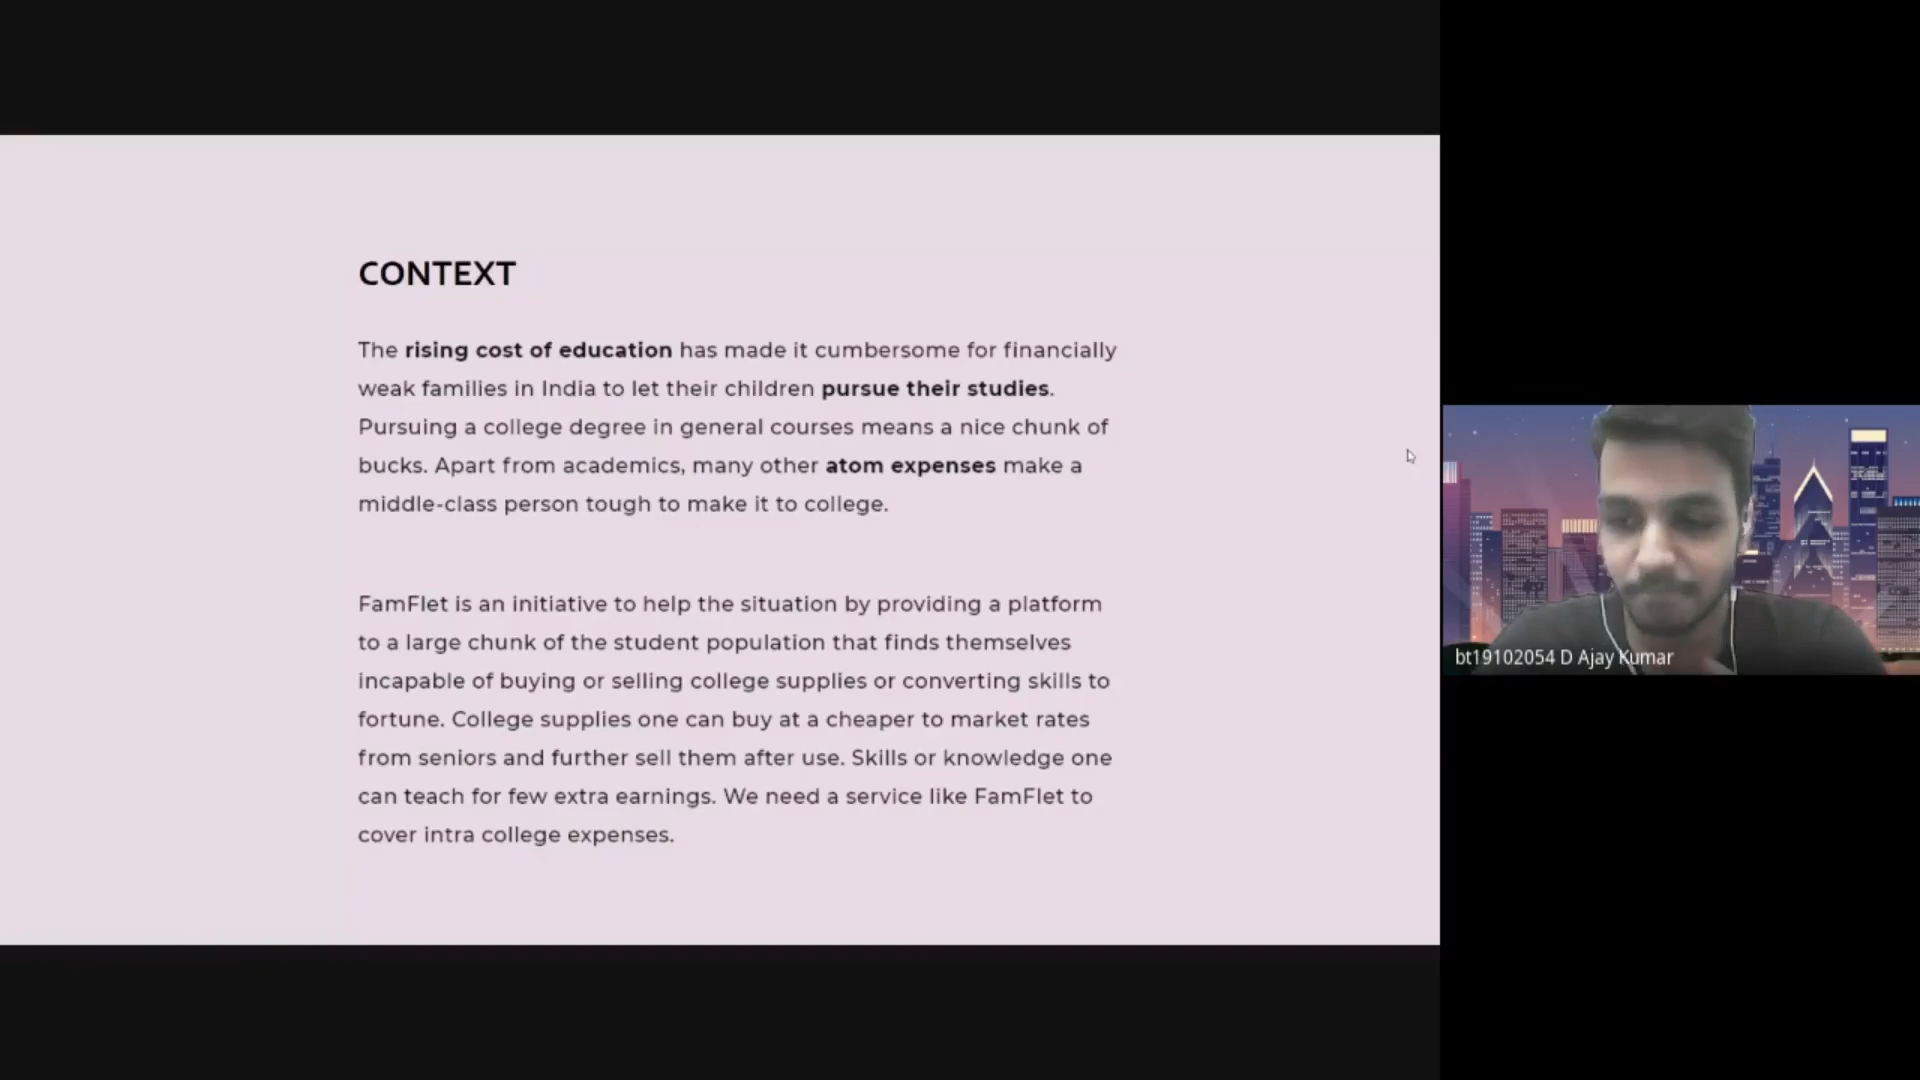 CONTEXT
The rising cost of education has made it cumbersome for financially
weak families in India to let their children pursue their studies.
Pursuing a college degree in general courses means a nice chunk of
bucks. Apart from academics, many other atom expenses make a
middle-class person tough to make it to college.
FamFlet is an initiative to help the situation by providing a platform
to a large chunk of the student population that finds themselves
incapable of buying or selling college supplies or converting skills to
fortune. College supplies one can buy at a cheaper to market rates
from seniors and further sell them after use. Skills or knowledge one
can teach for few extra earnings. We need a service like FamFlet to
cover intra college expenses.
bt19102054 D Ajay Kumar